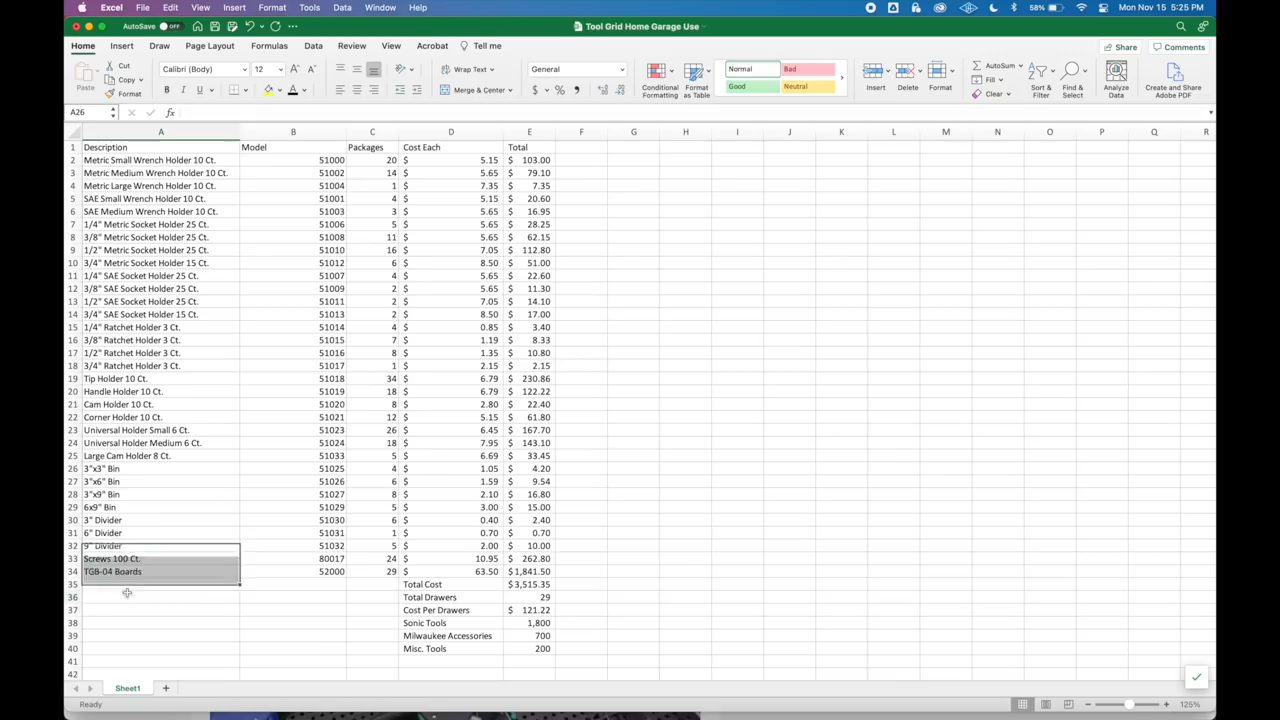 Excel File Edit View Insert Format Tools Data Window Help 58% Mon Nov 15 5:25 PM
AutoSave OFF Tool Grid Home Garage Use
Home Insert Draw Page Layout Formulas Data Review View Acrobat Tell me Share Comments
Paste Cut Copy Format Calibri (Body) 12 Wrap Text Merge & Center General Conditional Formatting Format as Table Normal Bad Good Neutral Insert Delete Format AutoSum Fill Clear Sort & Filter Find & Select Analyze Data Create and Share Adobe PDF
A26 fx
A B C D E F G H I J K L M N O P Q R
1 Description Model Packages Cost Each Total
2 Metric Small Wrench Holder 10 Ct. 51000 20 $ 5.15 $ 103.00
3 Metric Medium Wrench Holder 10 Ct. 51002 14 $ 5.65 $ 79.10
4 Metric Large Wrench Holder 10 Ct. 51004 1 $ 7.35 $ 7.35
5 SAE Small Wrench Holder 10 Ct. 51001 4 $ 5.15 $ 20.60
6 SAE Medium Wrench Holder 10 Ct. 51003 3 $ 5.65 $ 16.95
7 1/4" Metric Socket Holder 25 Ct. 51006 5 $ 5.65 $ 28.25
8 3/8" Metric Socket Holder 25 Ct. 51008 11 $ 5.65 $ 62.15
9 1/2" Metric Socket Holder 25 Ct. 51010 16 $ 7.05 $ 112.80
10 3/4" Metric Socket Holder 15 Ct. 51012 6 $ 8.50 $ 51.00
11 1/4" SAE Socket Holder 25 Ct. 51007 4 $ 5.65 $ 22.60
12 3/8" SAE Socket Holder 25 Ct. 51009 2 $ 5.65 $ 11.30
13 1/2" SAE Socket Holder 25 Ct. 51011 2 $ 7.05 $ 14.10
14 3/4" SAE Socket Holder 15 Ct. 51013 2 $ 8.50 $ 17.00
15 1/4" Ratchet Holder 3 Ct. 51014 4 $ 0.85 $ 3.40
16 3/8" Ratchet Holder 3 Ct. 51015 7 $ 1.19 $ 8.33
17 1/2" Ratchet Holder 3 Ct. 51016 8 $ 1.35 $ 10.80
18 3/4" Ratchet Holder 3 Ct. 51017 1 $ 2.15 $ 2.15
19 Tip Holder 10 Ct. 51018 34 $ 6.79 $ 230.86
20 Handle Holder 10 Ct. 51019 18 $ 6.79 $ 122.22
21 Cam Holder 10 Ct. 51020 8 $ 2.80 $ 22.40
22 Corner Holder 10 Ct. 51021 12 $ 5.15 $ 61.80
23 Universal Holder Small 6 Ct. 51023 26 $ 6.45 $ 167.70
24 Universal Holder Medium 6 Ct. 51024 18 $ 7.95 $ 143.10
25 Large Cam Holder 8 Ct. 51033 5 $ 6.69 $ 33.45
26 3"x3" Bin 51025 4 $ 1.05 $ 4.20
27 3"x6" Bin 51026 6 $ 1.59 $ 9.54
28 3"x9" Bin 51027 8 $ 2.10 $ 16.80
29 6x9" Bin 51029 5 $ 3.00 $ 15.00
30 3" Divider 51030 6 $ 0.40 $ 2.40
31 6" Divider 51031 1 $ 0.70 $ 0.70
32 9" Divider 51032 5 $ 2.00 $ 10.00
33 Screws 100 Ct. 80017 24 $ 10.95 $ 262.80
34 TGB-04 Boards 52000 29 $ 63.50 $1,841.50
35 Total Cost $3,515.35
36 Total Drawers 29
37 Cost Per Drawers $ 121.22
38 Sonic Tools 1,800
39 Milwaukee Accessories 700
40 Misc. Tools 200
41
42
Sheet1
Ready 125%